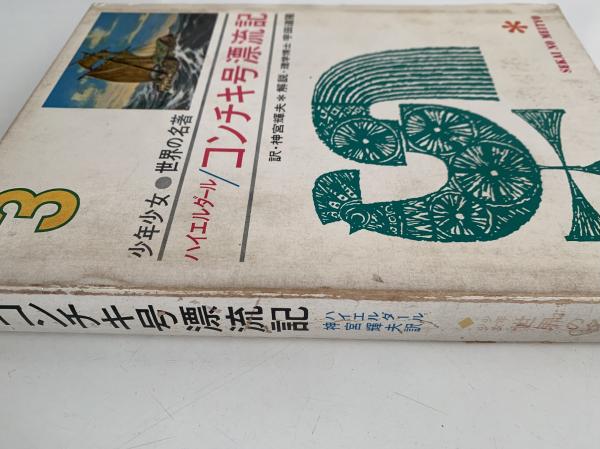 3
少年少女●世界の名著
ハイエルダール/コンチキ号漂流記
訳・神宮輝夫*解説・理学博士 宇田道隆
SEKAI NO MEITYO
コンチキ号漂流記
ハイエルダール
神宮輝夫訳